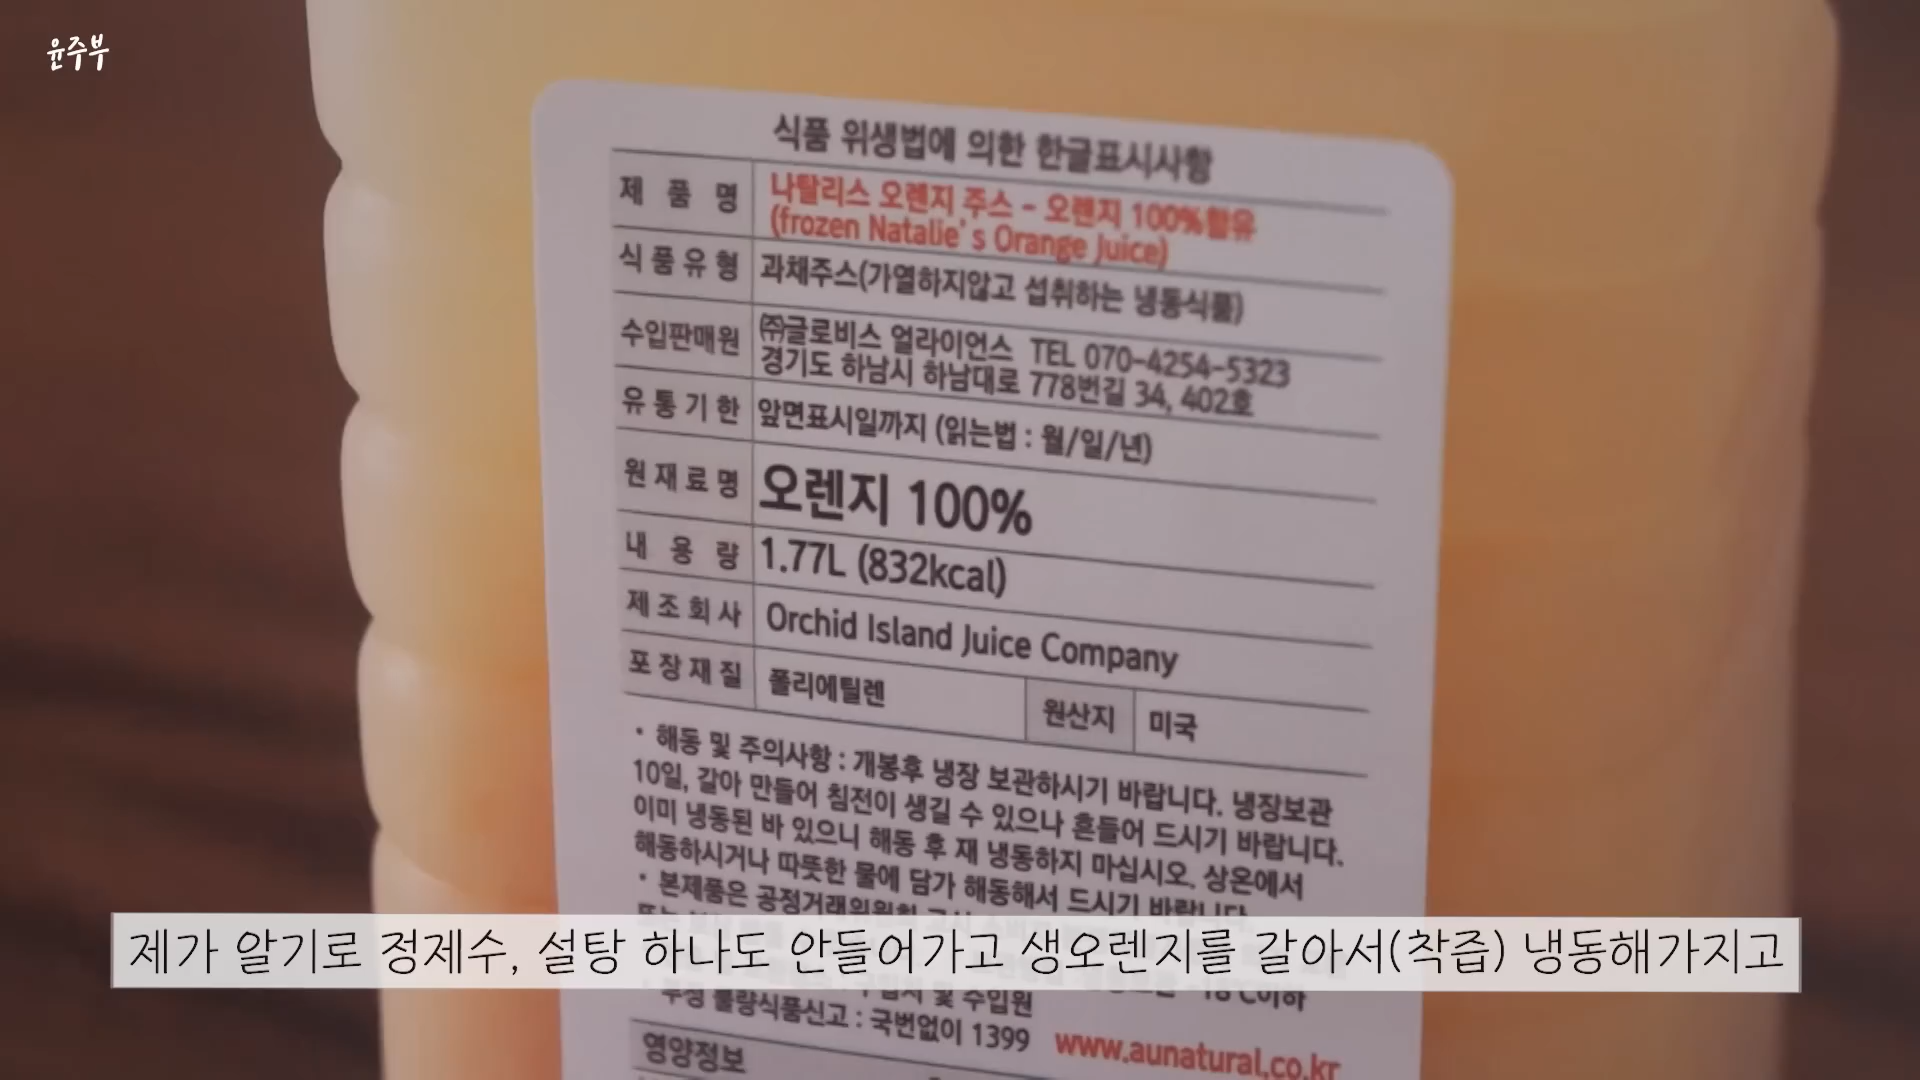 윤주부
식품 위생법에 의한 한글표시사항
제 품 명
나탈리스 오렌지 주스 - 오렌지 100%함유
(frozen Natalie's Orange Juice)
식품유형
과채주스(가열하지않고 섭취하는 냉동식품)
수입판매원
㈜글로비스 얼라이언스 TEL 070-4254-5323
경기도 하남시 하남대로 778번길 34, 402호
유통기한
앞면표시일까지 (읽는법 : 월/일/년)
원재료명
오렌지 100%
내 용 량
1.77L (832kcal)
제조회사
Orchid Island Juice Company
포장재질
폴리에틸렌
원산지
미국
• 해동 및 주의사항 : 개봉후 냉장 보관하시기 바랍니다. 냉장보관
10일, 갈아 만들어 침전이 생길 수 있으나 흔들어 드시기 바랍니다.
이미 냉동된 바 있으니 해동 후 재 냉동하지 마십시오. 상온에서
해동하시거나 따뜻한 물에 담가 해동해서 드시기 바랍니다.
• 본제품은 공정거래위원회 고시
제가 알기로 정제수, 설탕 하나도 안들어가고 생오렌지를 갈아서(착즙) 냉동해가지고
-18℃이하
및 수입원
부정 불량식품신고 : 국번없이 1399
www.aunatural.co.kr
영양정보